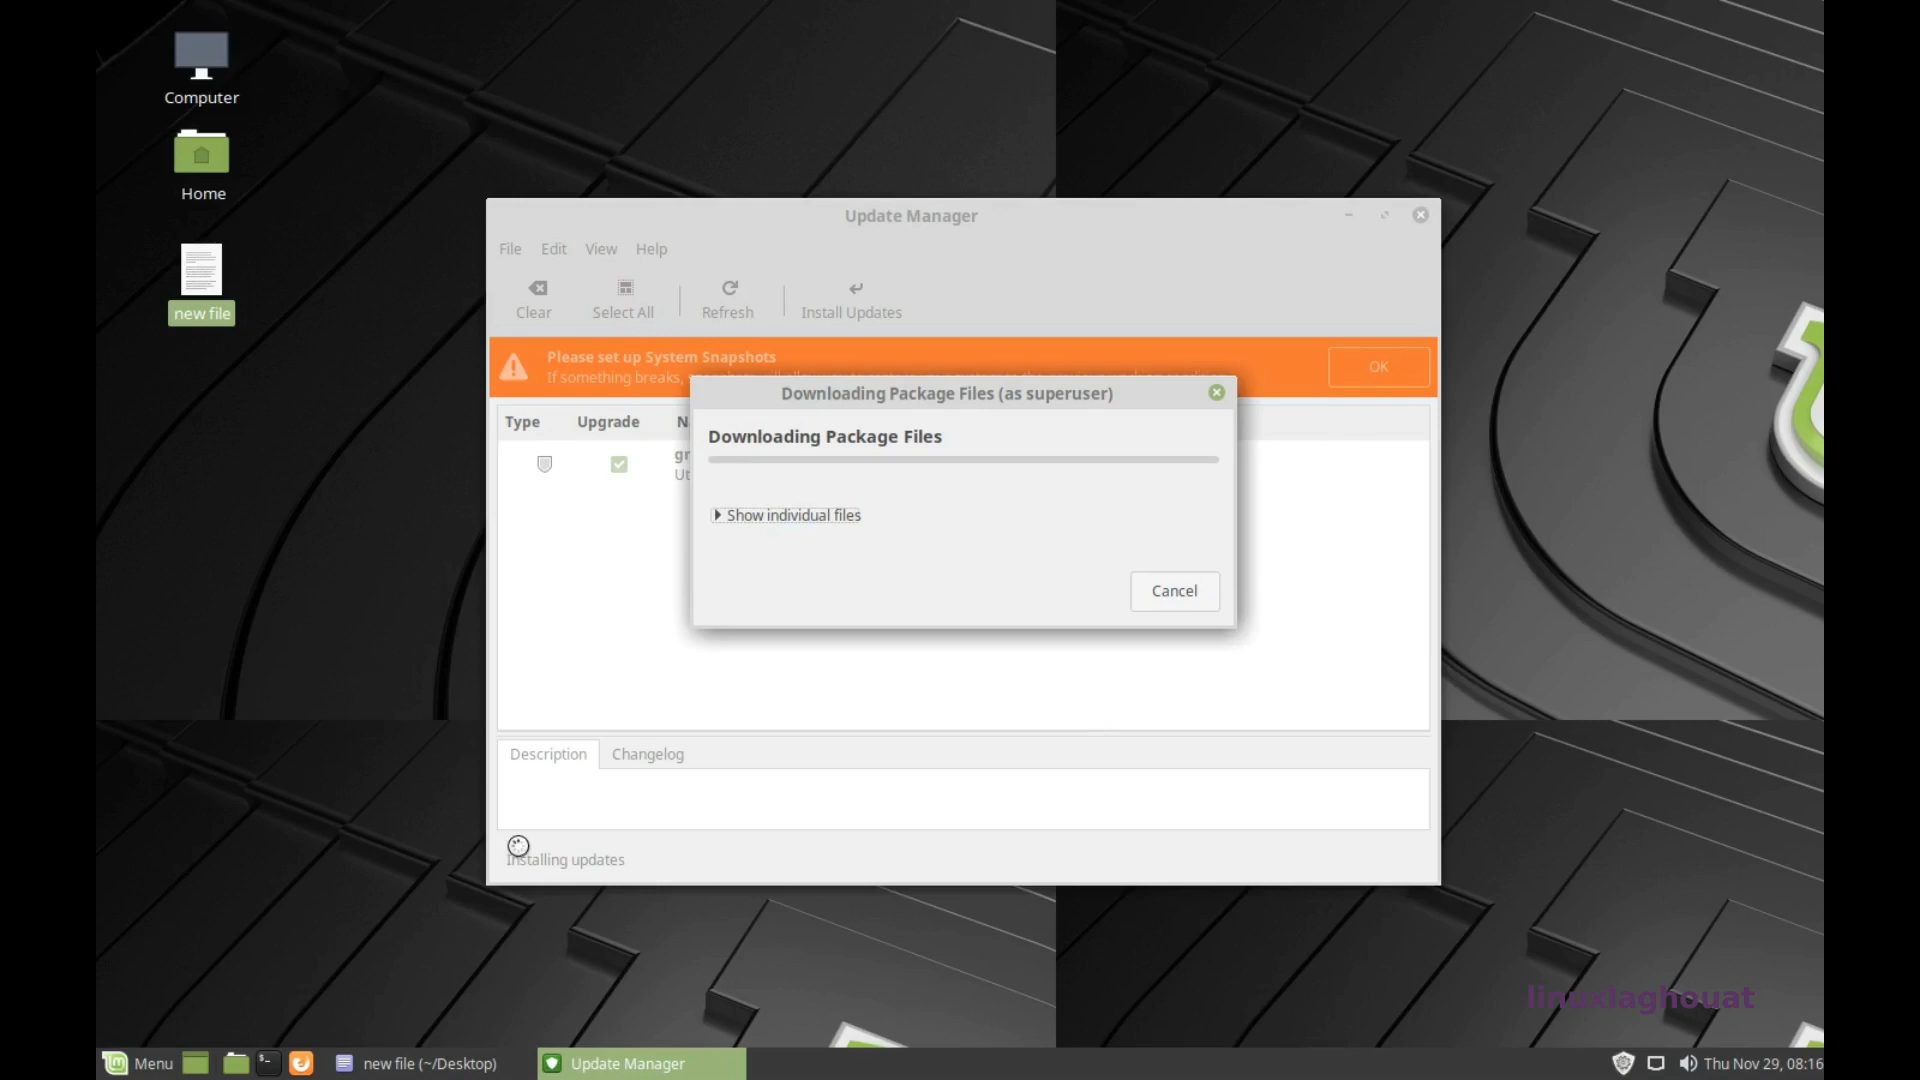 Computer
Home
new file
Update Manager
File Edit View Help
Clear Select All Refresh Install Updates
Please set up System Snapshots
If something breaks,
OK
Downloading Package Files (as superuser)
Type Upgrade
Downloading Package Files
Show individual files
Cancel
Description Changelog
Installing updates
linuxlaghouat
Menu new file (~/Desktop) Update Manager Thu Nov 29, 08:16